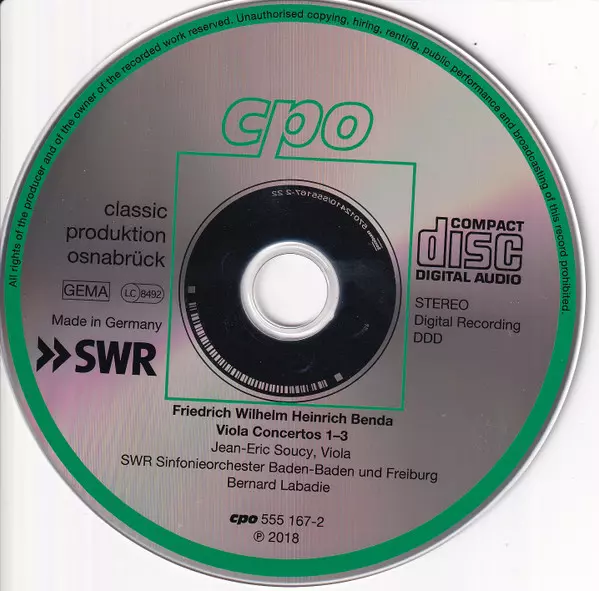 All rights of the producer and of the owner of the recorded work reserved. Unauthorised copying, hiring, renting, public performance and broadcasting of this record prohibited.
cpo
classic
produktion
osnabrück
GEMA LC 8492
Made in Germany
SWR
COMPACT
disc
DIGITAL AUDIO
STEREO
Digital Recording
DDD
Friedrich Wilhelm Heinrich Benda
Viola Concertos 1–3
Jean-Eric Soucy, Viola
SWR Sinfonieorchester Baden-Baden und Freiburg
Bernard Labadie
cpo 555 167-2
℗ 2018